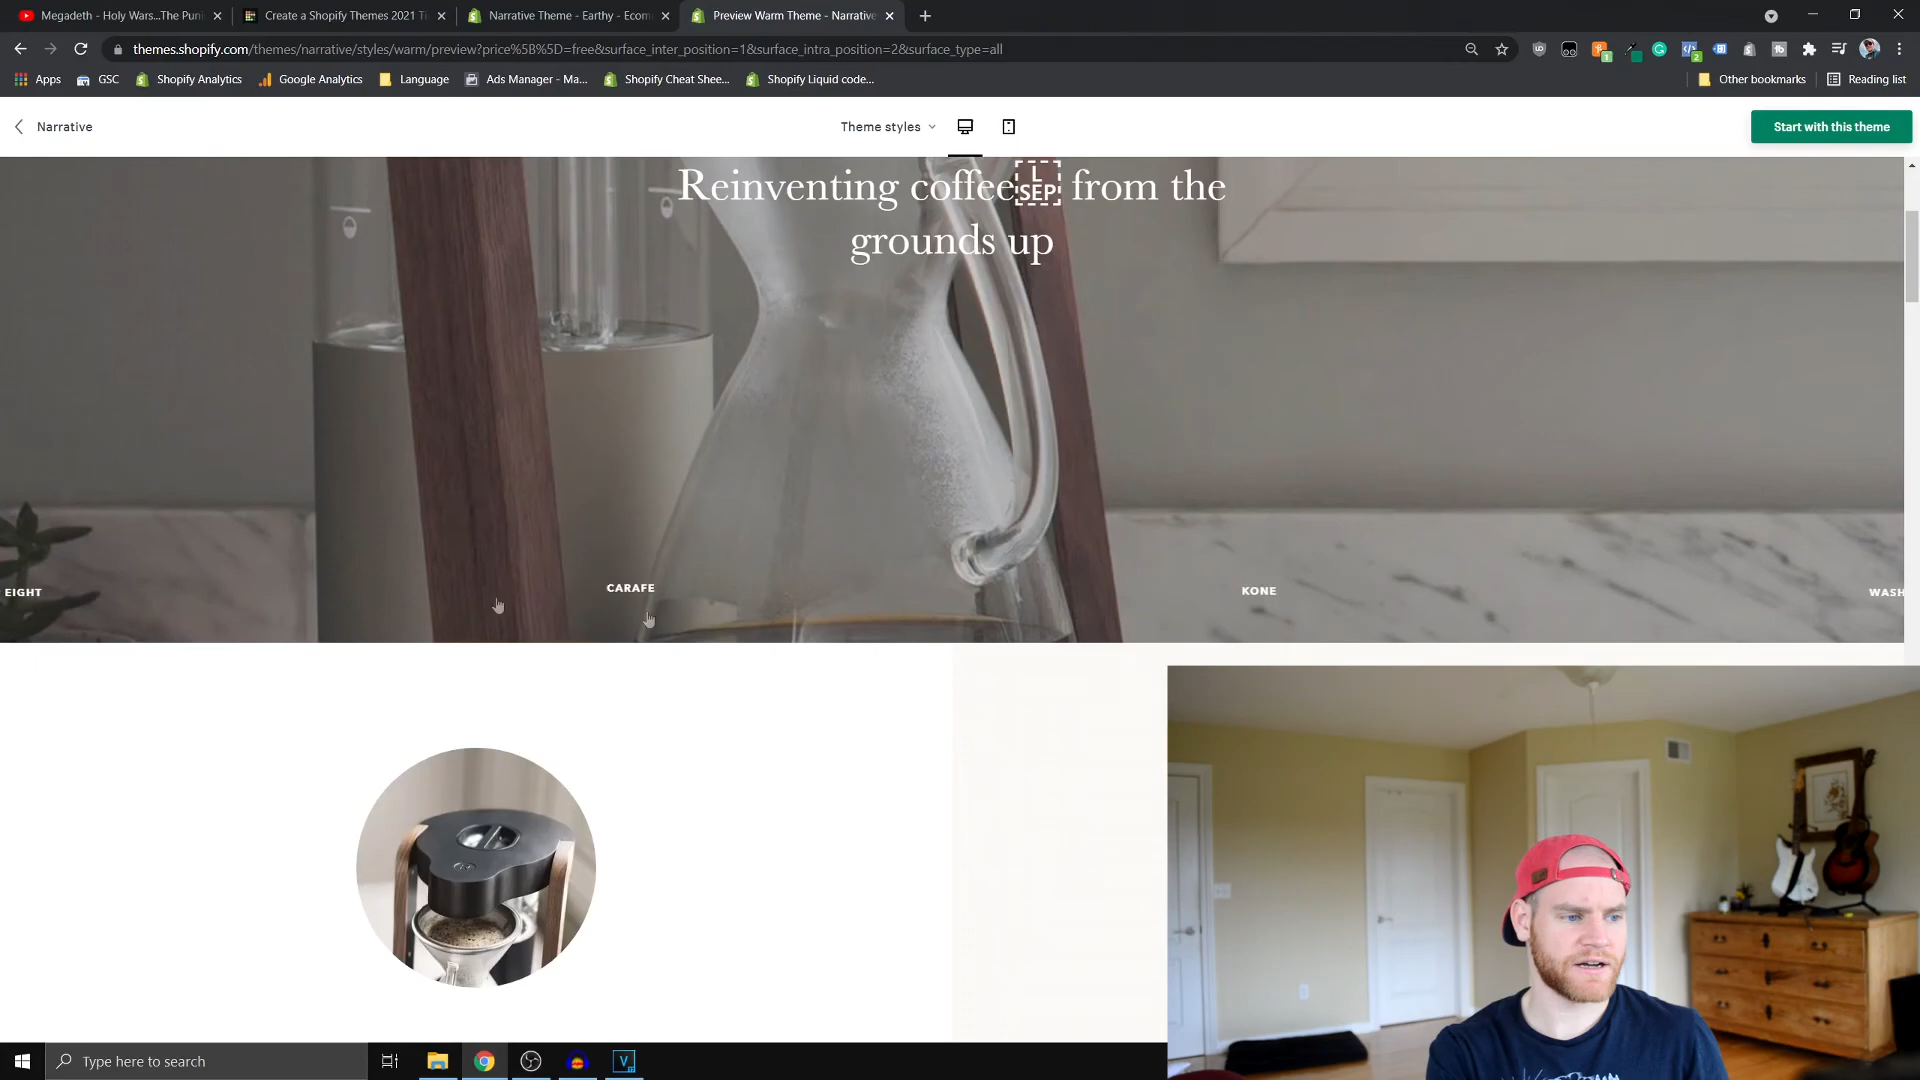 Megadeth - Holy Wars...The Puni
Create a Shopify Themes 2021 T
Narrative Theme - Earthy - Ecom
Preview Warm Theme - Narrative
themes.shopify.com/themes/narrative/styles/warm/preview?price%5B%5D=free&surface_inter_position=1&surface_intra_position=2&surface_type=all
Apps
GSC
Shopify Analytics
Google Analytics
Language
Ads Manager - Ma...
Shopify Cheat Shee...
Shopify Liquid code...
Other bookmarks
Reading list
Narrative
Theme styles
Start with this theme
Reinventing coffee L SEP from the
grounds up
EIGHT
CARAFE
KONE
WASH
Type here to search